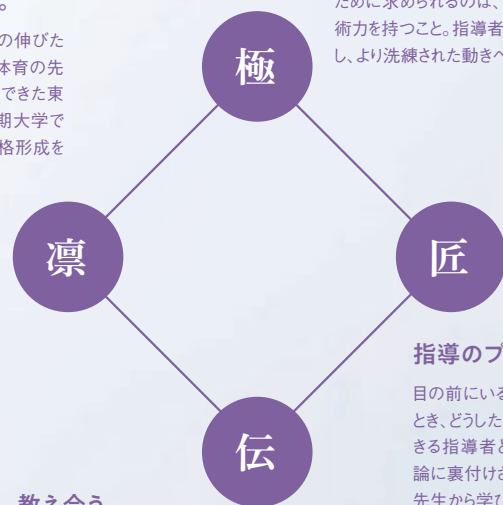 。
の伸びた
体育の先
できた東
期大学で
格形成を
ために求められるのは、
術力を持つこと。指導者
し、より洗練された動きへ
極
凛
匠
伝
指導のプ
目の前にいる
とき、どうした
きる指導者と
論に裏付けさ
先生から学び
教え合う